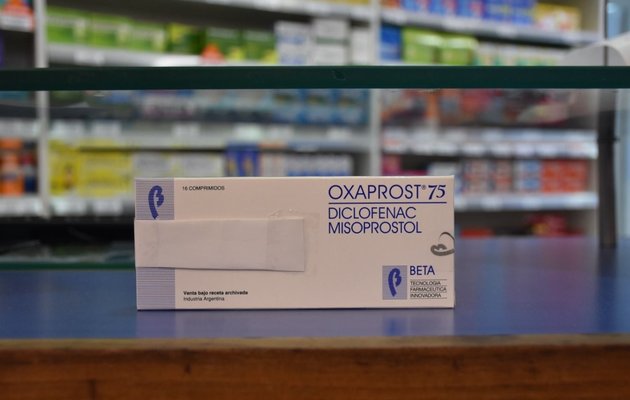 16 COMPRIMIDOS
OXAPROST® 75
DICLOFENAC
MISOPROSTOL
BETA
TECNOLOGIA
FARMACEUTICA
INNOVADORA
Venta bajo receta archivada
Industria Argentina